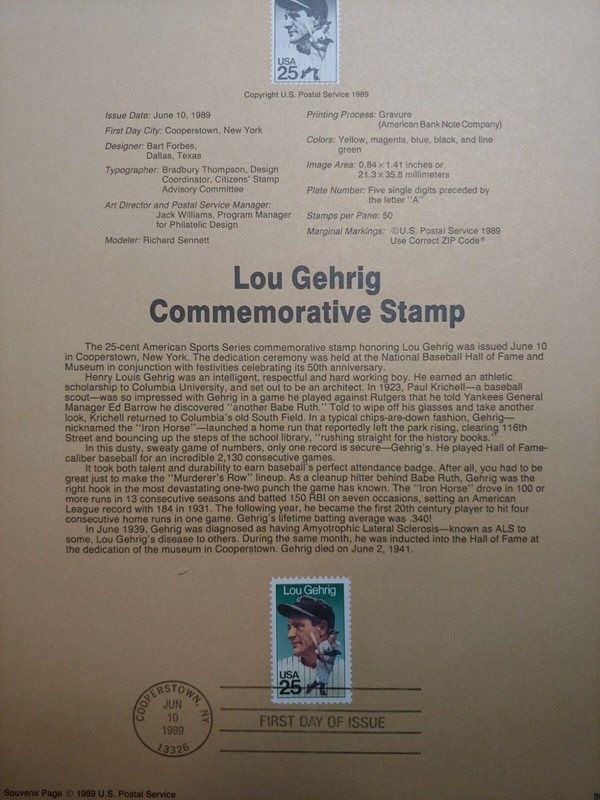 USA
25
Copyright U.S. Postal Service 1989
Issue Date: June 10, 1989
First Day City: Cooperstown, New York
Designer: Bart Forbes,
Dallas, Texas
Typographer: Bradbury Thompson, Design
Coordinator, Citizens' Stamp
Advisory Committee
Art Director and Postal Service Manager:
Jack Williams, Program Manager
for Philatelic Design
Modeler: Richard Sennett
Printing Process: Gravure
(American Bank Note Company)
Colors: Yellow, magenta, blue, black, and line
green
Image Area: 0.84 × 1.41 inches or
21.3 × 35.8 millimeters
Plate Number: Five single digits preceded by
the letter "A"
Stamps per Pane: 50
Marginal Markings: ©U.S. Postal Service 1989
Use Correct ZIP Code®
Lou Gehrig
Commemorative Stamp
The 25-cent American Sports Series commemorative stamp honoring Lou Gehrig was issued June 10
in Cooperstown, New York. The dedication ceremony was held at the National Baseball Hall of Fame and
Museum in conjunction with festivities celebrating its 50th anniversary.
Henry Louis Gehrig was an intelligent, respectful and hard working boy. He earned an athletic
scholarship to Columbia University, and set out to be an architect. In 1923, Paul Krichell—a baseball
scout—was so impressed with Gehrig in a game he played against Rutgers that he told Yankees General
Manager Ed Barrow he discovered "another Babe Ruth." Told to wipe off his glasses and take another
look, Krichell returned to Columbia's old South Field. In a typical chips-are-down fashion, Gehrig—
nicknamed the "Iron Horse"—launched a home run that reportedly left the park rising, clearing 116th
Street and bouncing up the steps of the school library, "rushing straight for the history books."
In this dusty, sweaty game of numbers, only one record is secure—Gehrig's. He played Hall of Fame-
caliber baseball for an incredible 2,130 consecutive games.
It took both talent and durability to earn baseball's perfect attendance badge. After all, you had to be
great just to make the "Murderer's Row" lineup. As a cleanup hitter behind Babe Ruth, Gehrig was the
right hook in the most devastating one-two punch the game has known. The "Iron Horse" drove in 100 or
more runs in 13 consecutive seasons and batted 150 RBI on seven occasions, setting an American
League record with 184 in 1931. The following year, he became the first 20th century player to hit four
consecutive home runs in one game. Gehrig's lifetime batting average was .340!
In June 1939, Gehrig was diagnosed as having Amyotrophic Lateral Sclerosis—known as ALS to
some, Lou Gehrig's disease to others. During the same month, he was inducted into the Hall of Fame at
the dedication of the museum in Cooperstown. Gehrig died on June 2, 1941.
Lou Gehrig
USA
25
COOPERSTOWN, NY
JUN
10
1989
13326
FIRST DAY OF ISSUE
Souvenir Page © 1989 U.S. Postal Service